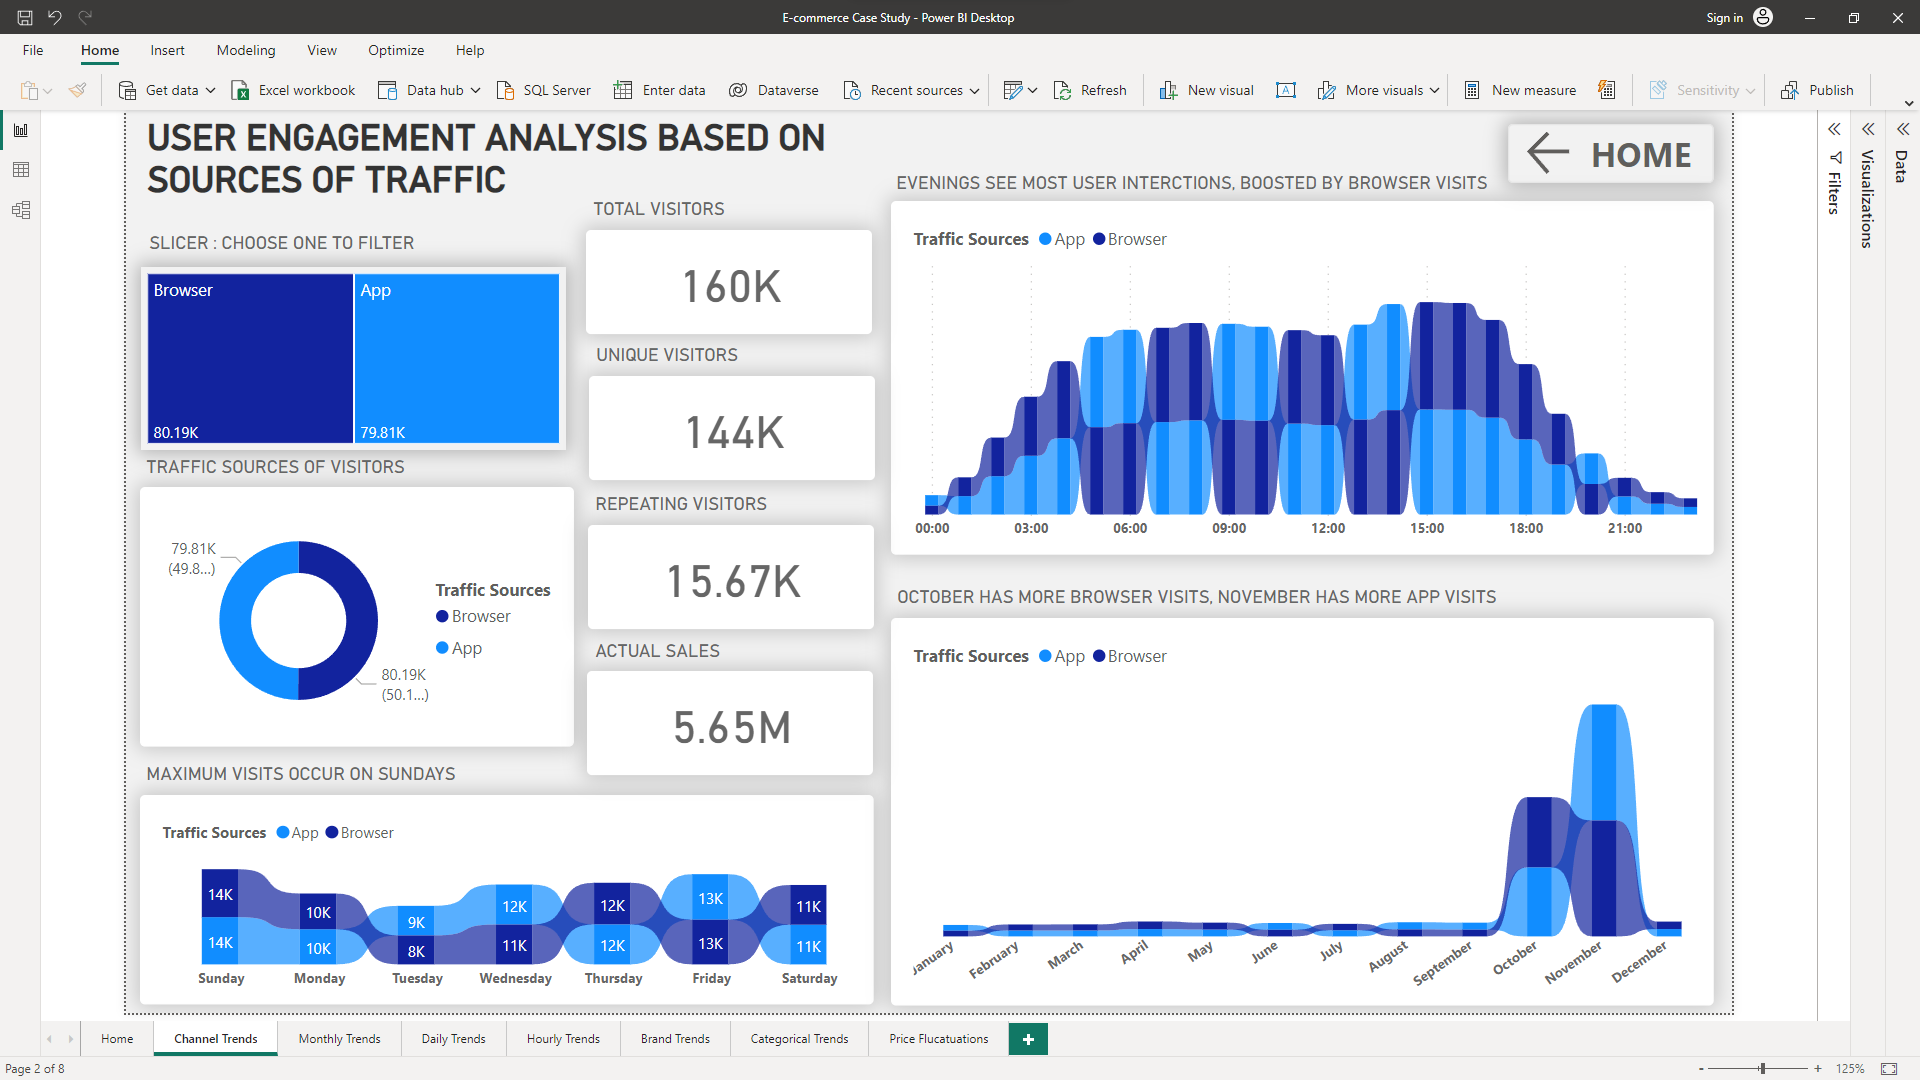 E-commerce Case Study - Power BI Desktop
Sign in
File
Home
Insert
Modeling
View
Optimize
Help
Get data
Excel workbook
Data hub
SQL Server
Enter data
Dataverse
Recent sources
Refresh
New visual
More visuals
New measure
Sensitivity
Publish
USER ENGAGEMENT ANALYSIS BASED ON
SOURCES OF TRAFFIC
HOME
SLICER : CHOOSE ONE TO FILTER
Browser
80.19K
App
79.81K
TRAFFIC SOURCES OF VISITORS
79.81K
(49.8...)
80.19K
(50.1...)
Traffic Sources
Browser
App
TOTAL VISITORS
160K
UNIQUE VISITORS
144K
REPEATING VISITORS
15.67K
ACTUAL SALES
5.65M
MAXIMUM VISITS OCCUR ON SUNDAYS
Traffic Sources App Browser
14K 10K 9K 12K 12K 13K 11K
14K 10K 8K 11K 12K 13K 11K
Sunday Monday Tuesday Wednesday Thursday Friday Saturday
EVENINGS SEE MOST USER INTERCTIONS, BOOSTED BY BROWSER VISITS
Traffic Sources App Browser
00:00 03:00 06:00 09:00 12:00 15:00 18:00 21:00
OCTOBER HAS MORE BROWSER VISITS, NOVEMBER HAS MORE APP VISITS
Traffic Sources App Browser
January February March April May June July August September October November December
Filters
Visualizations
Data
Home
Channel Trends
Monthly Trends
Daily Trends
Hourly Trends
Brand Trends
Categorical Trends
Price Flucatuations
Page 2 of 8
- + 125%